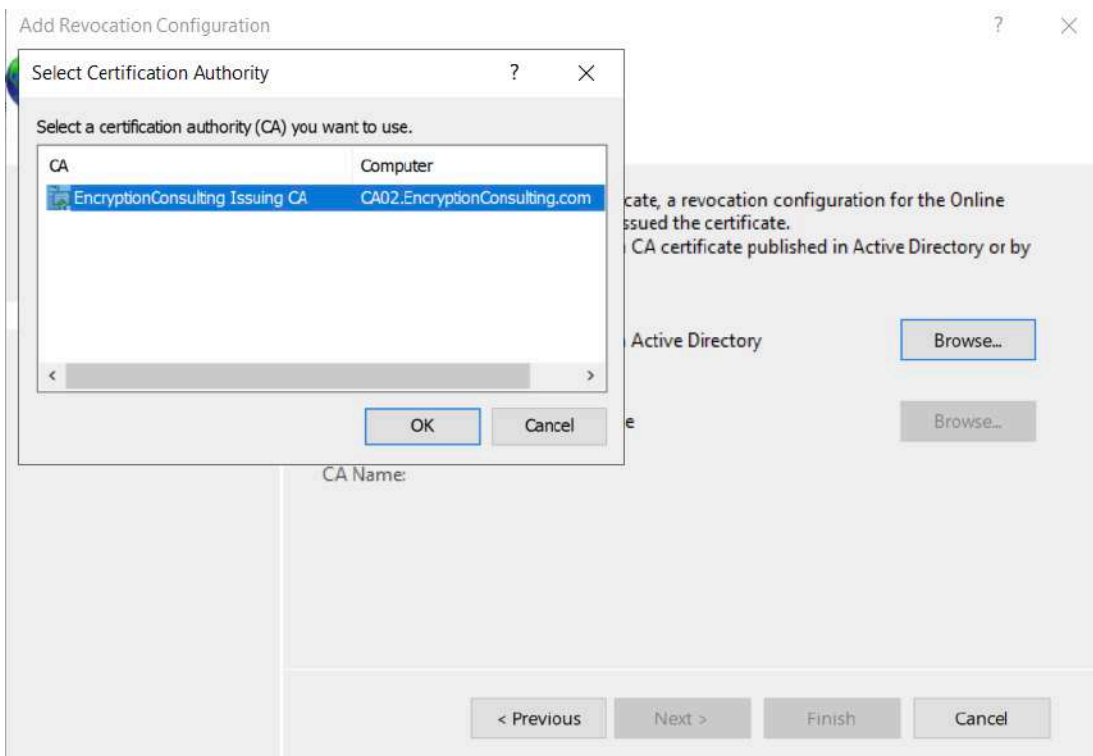 Add Revocation Configuration
?
Select Certification Authority
?
Select a certification authority (CA) you want to use.
CA Computer
EncryptionConsulting Issuing CA CA02.EncryptionConsulting.com
OK Cancel
cate, a revocation configuration for the Online
ssued the certificate.
CA certificate published in Active Directory or by
Active Directory Browse...
e Browse...
CA Name:
< Previous Next > Finish Cancel